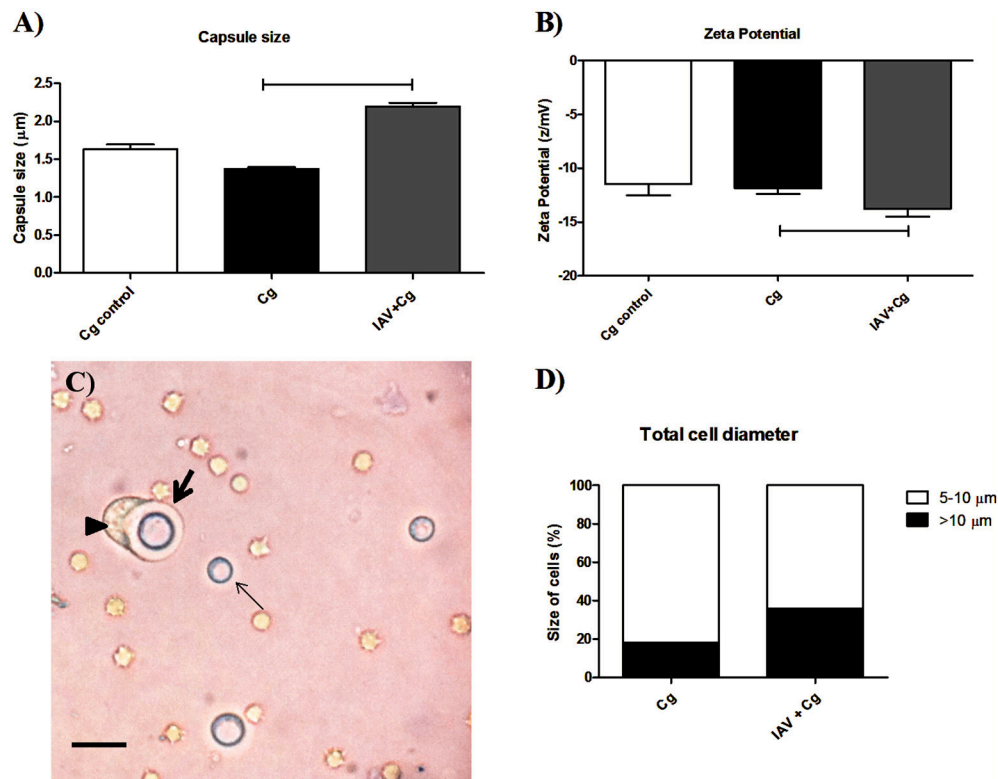 A)
Capsule size
Capsule size (μm)
2.5
2.0
1.5
1.0
0.5
0.0
Cg control
Cg
IAV+Cg
B)
Zeta Potential
Zeta Potential (z/mV)
0
-5
-10
-15
-20
Cg control
Cg
IAV+Cg
C)
D)
Total cell diameter
Size of cells (%)
100
80
60
40
20
0
Cg
IAV + Cg
5-10 μm
>10 μm